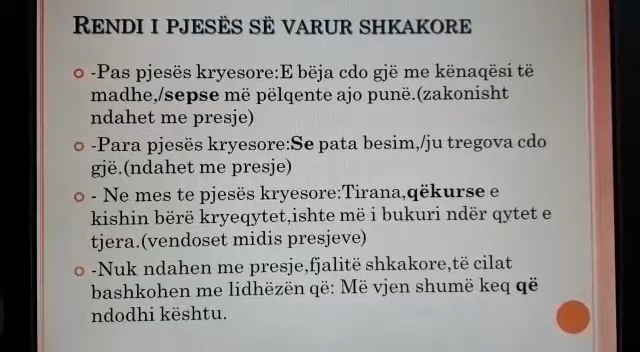 RENDI I PJESËS SË VARUR SHKAKORE
-Pas pjesës kryesore:E bëja cdo gjë me kënaqësi të
madhe,/sepse më pëlqente ajo punë.(zakonisht
ndahet me presje)
-Para pjesës kryesore:Se pata besim,/ju tregova cdo
gjë.(ndahet me presje)
- Ne mes te pjesës kryesore:Tirana,qëkurse e
kishin bërë kryeqytet,ishte më i bukuri ndër qytet e
tjera.(vendoset midis presjeve)
-Nuk ndahen me presje,fjalitë shkakore,të cilat
bashkohen me lidhëzën që: Më vjen shumë keq që
ndodhi kështu.